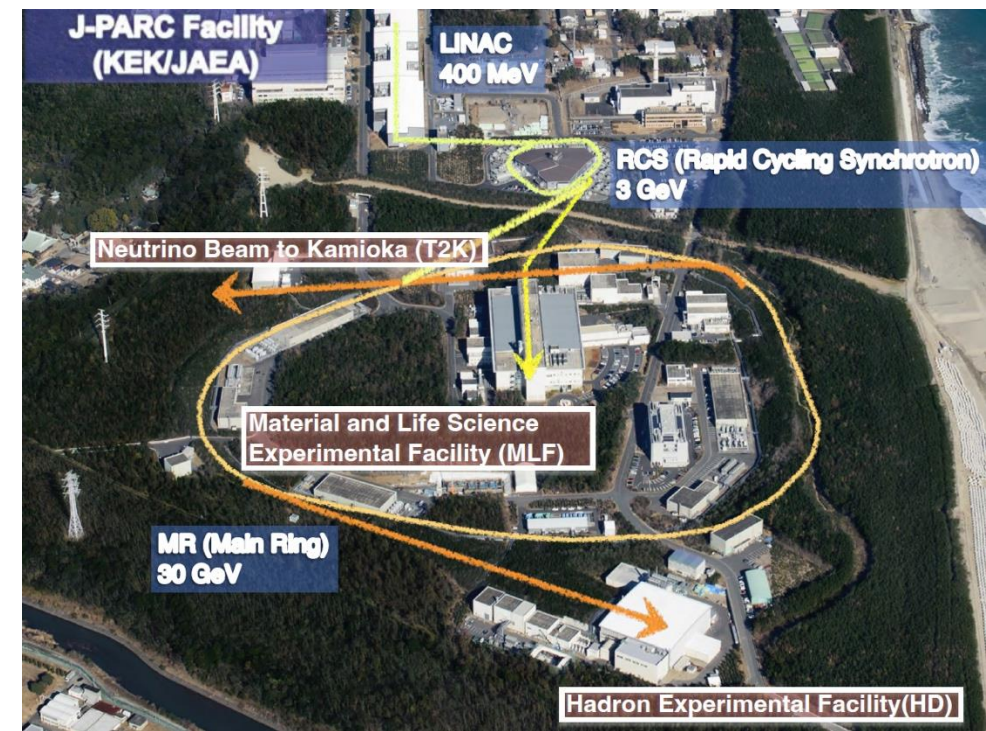 J-PARC Facility
(KEK/JAEA)
LINAC
400 MeV
RCS (Rapid Cycling Synchrotron)
3 GeV
Neutrino Beam to Kamioka (T2K)
Material and Life Science
Experimental Facility (MLF)
MR (Main Ring)
30 GeV
Hadron Experimental Facility(HD)